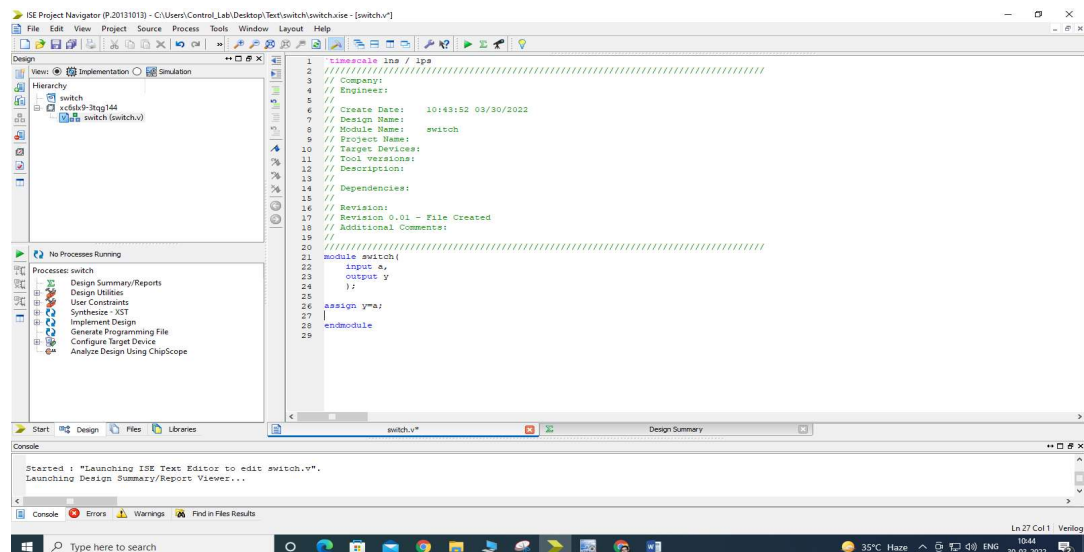 ISE Project Navigator (P.20131013) - C:\Users\Control_Lab\Desktop\Text\switch\switch.xise - [switch.v*]
File Edit View Project Source Process Tools Window Layout Help
Design
View: Implementation Simulation
Hierarchy
switch
xc6slx9-3tqg144
switch (switch.v)
No Processes Running
Processes: switch
Design Summary/Reports
Design Utilities
User Constraints
Synthesize - XST
Implement Design
Generate Programming File
Configure Target Device
Analyze Design Using ChipScope
Start Design Files Libraries
1 `timescale 1ns / 1ps
2 //////////////////////////////////////////////////////////////////////////////////
3 // Company:
4 // Engineer:
5 //
6 // Create Date: 10:43:52 03/30/2022
7 // Design Name:
8 // Module Name: switch
9 // Project Name:
10 // Target Devices:
11 // Tool versions:
12 // Description:
13 //
14 // Dependencies:
15 //
16 // Revision:
17 // Revision 0.01 - File Created
18 // Additional Comments:
19 //
20 //////////////////////////////////////////////////////////////////////////////////
21 module switch(
22 input a,
23 output y
24 );
25
26 assign y=a;
27
28 endmodule
29
switch.v* Design Summary
Console
Started : "Launching ISE Text Editor to edit switch.v".
Launching Design Summary/Report Viewer...
Console Errors Warnings Find in Files Results
Ln 27 Col 1 Verilog
Type here to search
35°C Haze ENG 10:44
30-03-2022